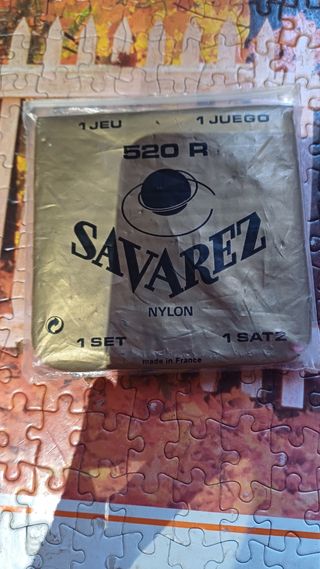 1 JEU 1 JUEGO
520 R
SAVAREZ
NYLON
1 SET 1 SATZ
made in France